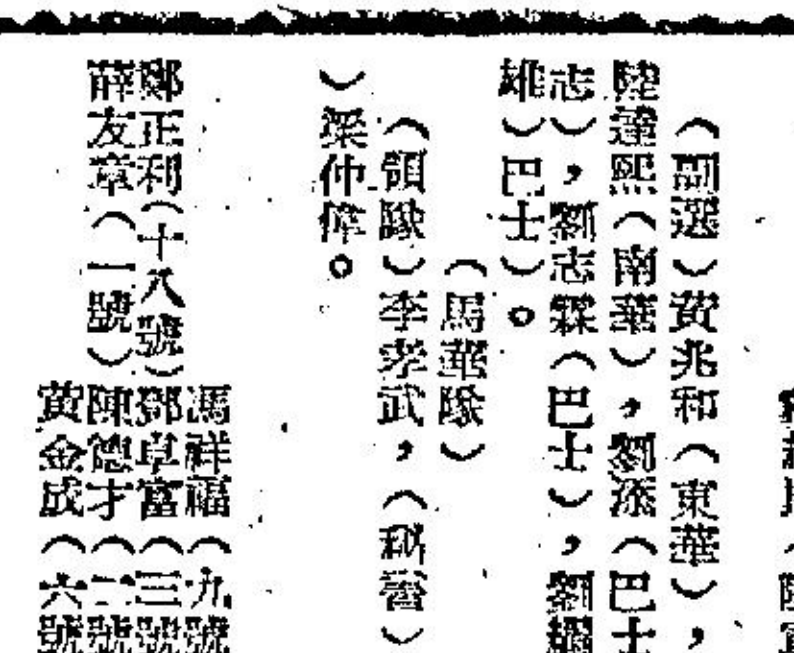 （副選）黃兆和（東華），
陸達熙（南華），劉添（巴士
志），劉志霖（巴士），劉
雄）巴士）。
（馬華隊）
（領隊）李孝武，（秘書）
）梁仲偉。
馮祥福（九號
鄭正利（十八號）鄧卓富（三號
薛友章（一號）陳德才（二號
黃金成（六號